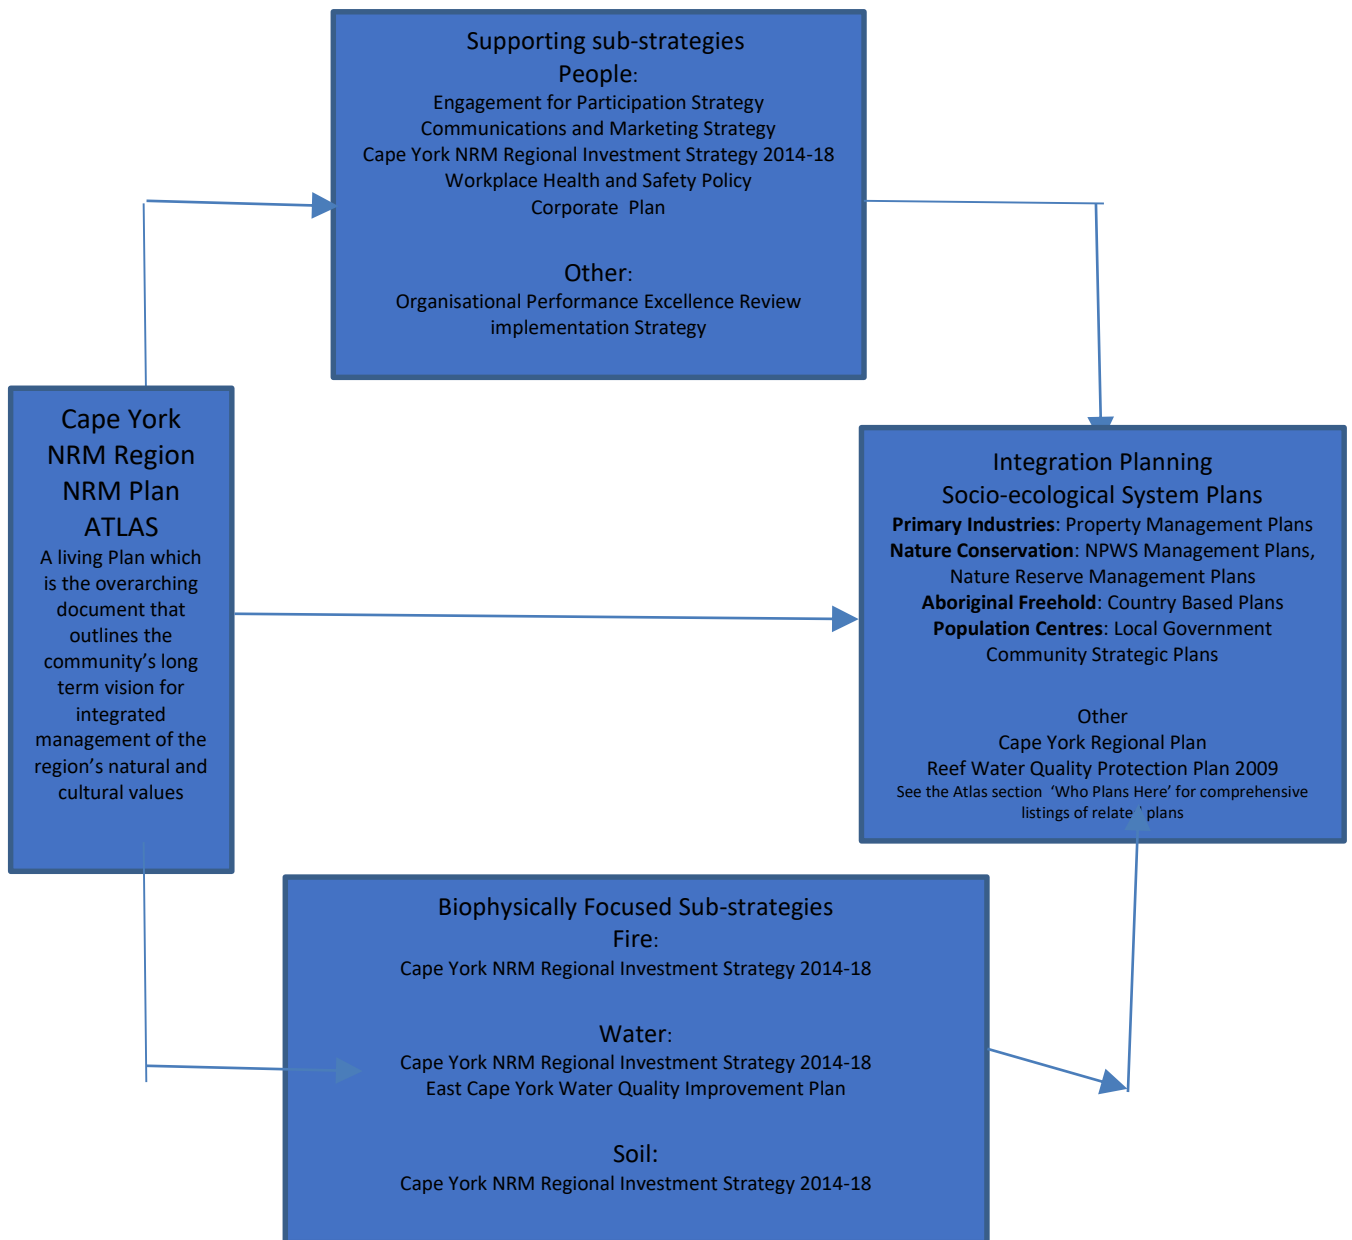 Supporting sub-strategies
People:
Engagement for Participation Strategy
Communications and Marketing Strategy
Cape York NRM Regional Investment Strategy 2014-18
Workplace Health and Safety Policy
Corporate Plan
Other:
Organisational Performance Excellence Review
implementation Strategy
Cape York
NRM Region
NRM Plan
ATLAS
A living Plan which
is the overarching
document that
outlines the
community’s long
term vision for
integrated
management of the
region’s natural and
cultural values
Integration Planning
Socio-ecological System Plans
Primary Industries: Property Management Plans
Nature Conservation: NPWS Management Plans,
Nature Reserve Management Plans
Aboriginal Freehold: Country Based Plans
Population Centres: Local Government
Community Strategic Plans
Other
Cape York Regional Plan
Reef Water Quality Protection Plan 2009
See the Atlas section ‘Who Plans Here’ for comprehensive
listings of related plans
Biophysically Focused Sub-strategies
Fire:
Cape York NRM Regional Investment Strategy 2014-18
Water:
Cape York NRM Regional Investment Strategy 2014-18
East Cape York Water Quality Improvement Plan
Soil:
Cape York NRM Regional Investment Strategy 2014-18